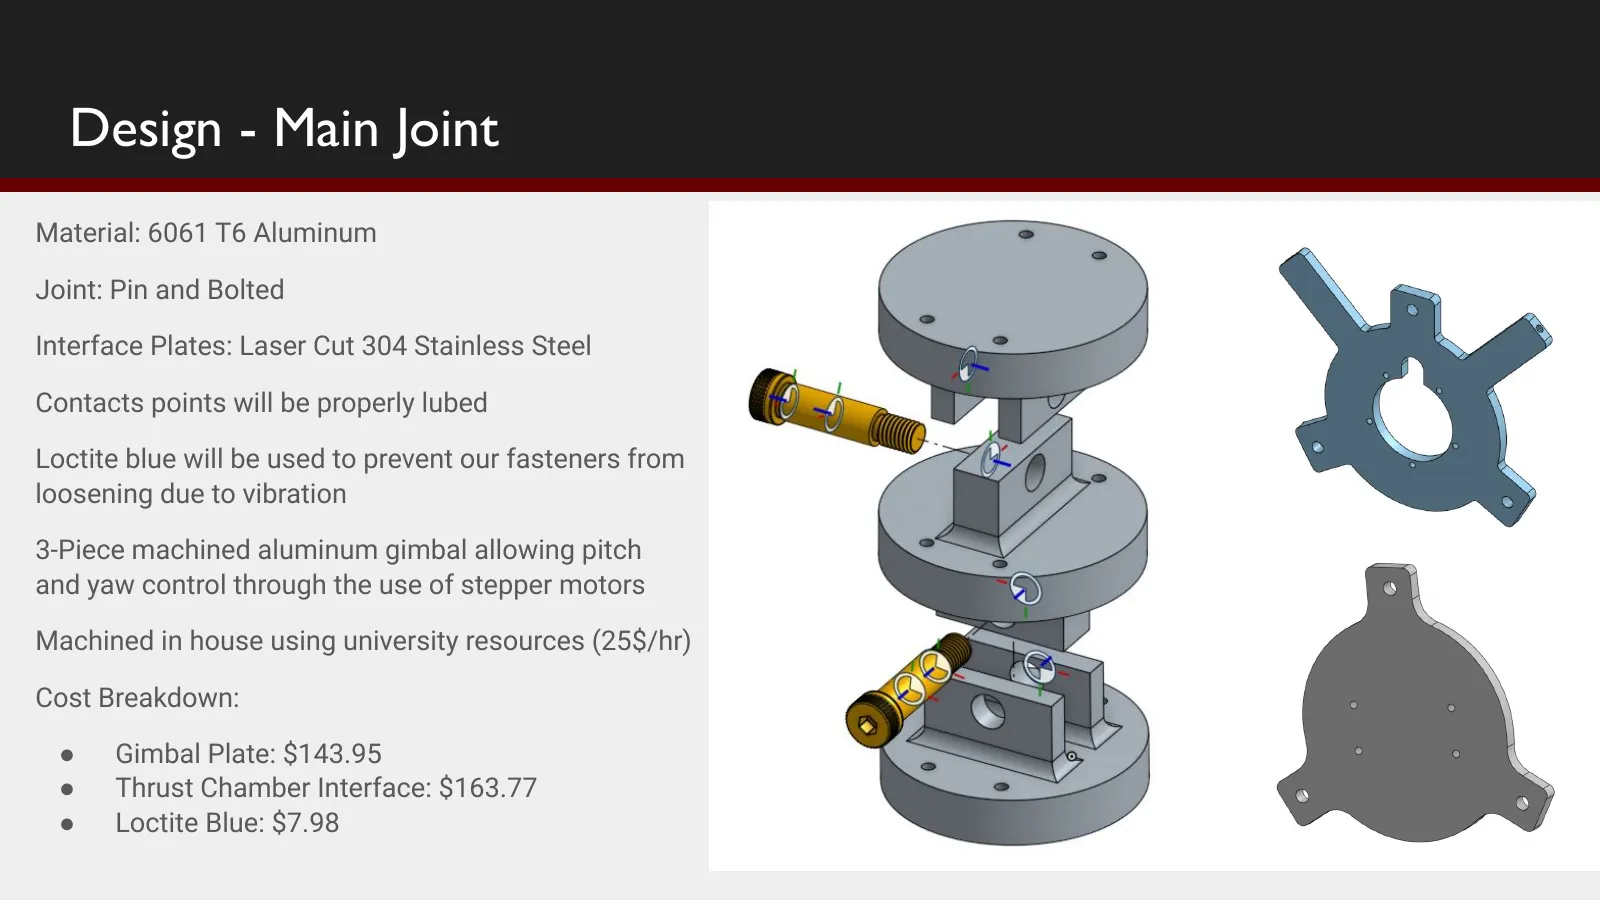 Design - Main Joint
Material: 6061 T6 Aluminum
Joint: Pin and Bolted
Interface Plates: Laser Cut 304 Stainless Steel
Contacts points will be properly lubed
Loctite blue will be used to prevent our fasteners from
loosening due to vibration
3-Piece machined aluminum gimbal allowing pitch
and yaw control through the use of stepper motors
Machined in house using university resources (25$/hr)
Cost Breakdown:
● Gimbal Plate: $143.95
● Thrust Chamber Interface: $163.77
● Loctite Blue: $7.98